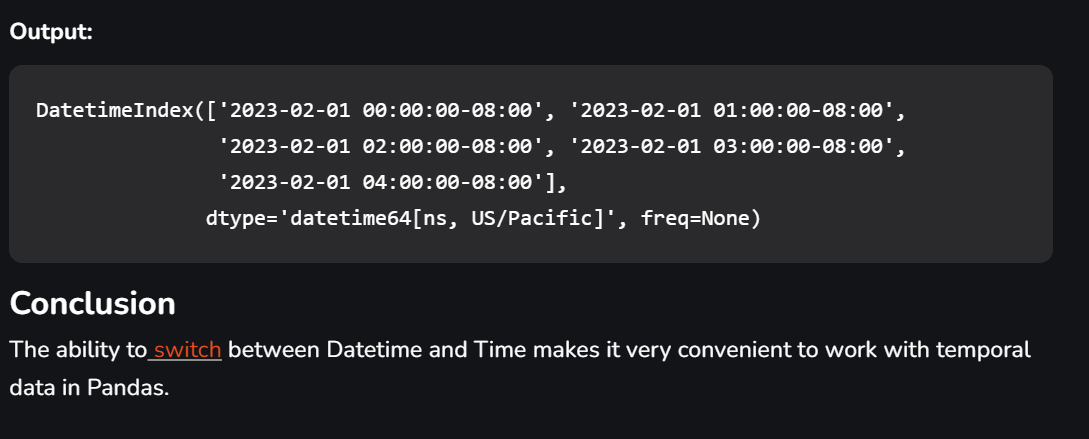 Output:
DatetimeIndex(['2023-02-01 00:00:00-08:00', '2023-02-01 01:00:00-08:00',
'2023-02-01 02:00:00-08:00', '2023-02-01 03:00:00-08:00',
'2023-02-01 04:00:00-08:00'],
dtype='datetime64[ns, US/Pacific]', freq=None)
Conclusion
The ability to switch between Datetime and Time makes it very convenient to work with temporal
data in Pandas.